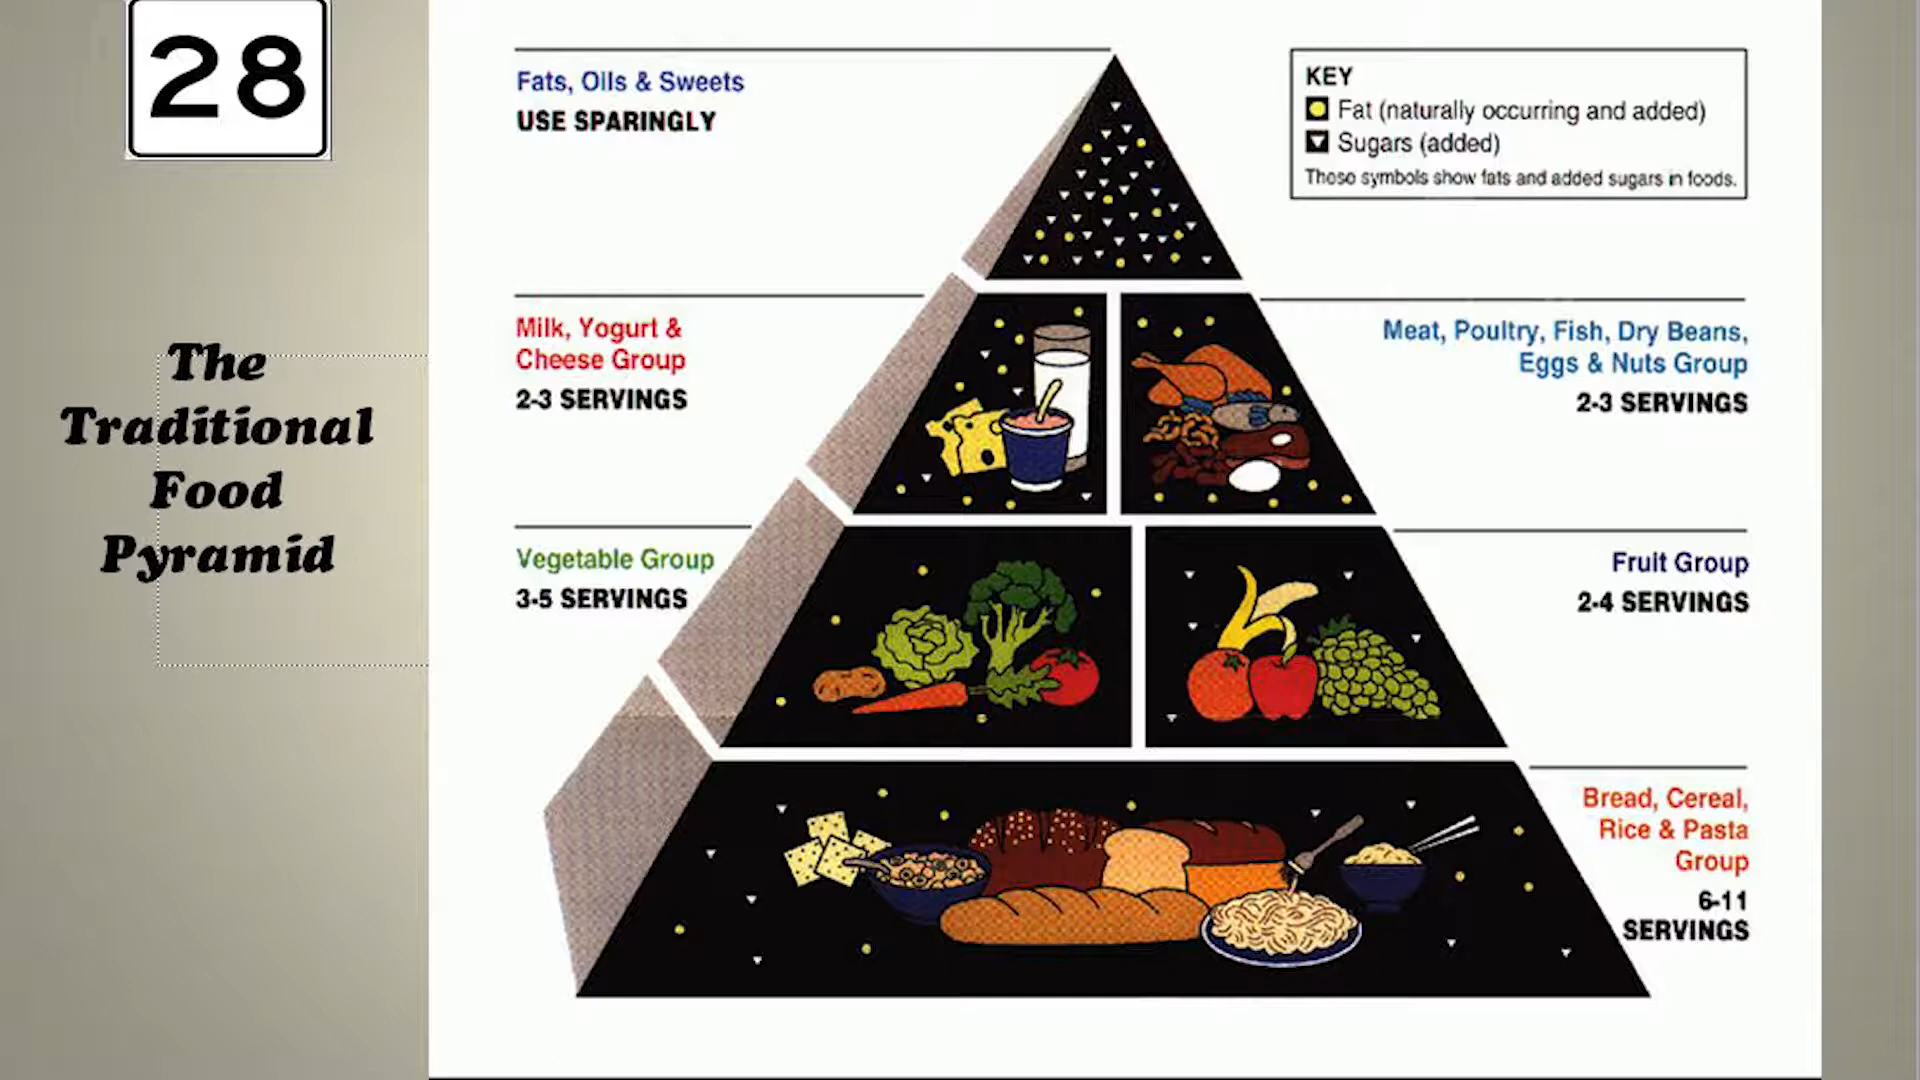 28
The
Traditional
Food
Pyramid
Fats, Oils & Sweets
USE SPARINGLY
KEY
Fat (naturally occurring and added)
Sugars (added)
These symbols show fats and added sugars in foods.
Milk, Yogurt &
Cheese Group
2-3 SERVINGS
Meat, Poultry, Fish, Dry Beans,
Eggs & Nuts Group
2-3 SERVINGS
Vegetable Group
3-5 SERVINGS
Fruit Group
2-4 SERVINGS
Bread, Cereal,
Rice & Pasta
Group
6-11
SERVINGS